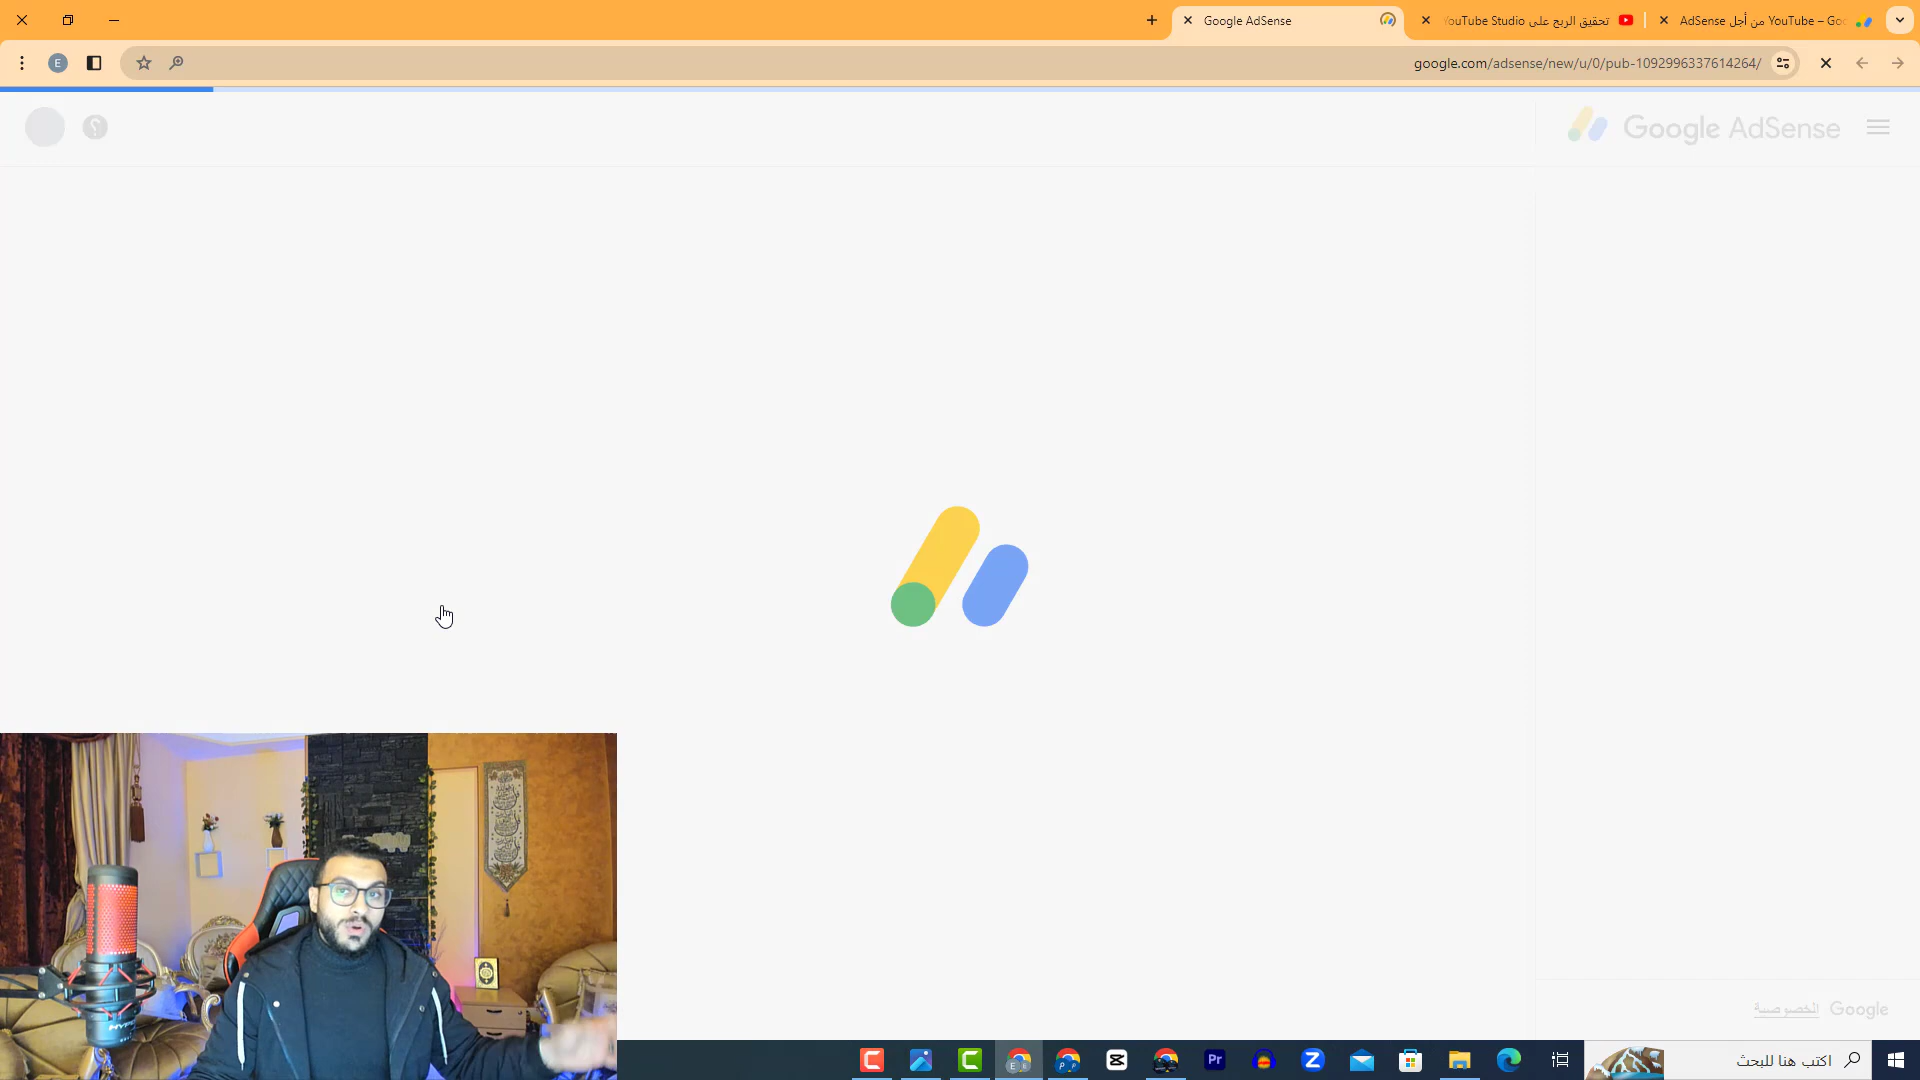 Google AdSense
تحقيق الربح على YouTube Studio
AdSense من أجل YouTube – Goo
google.com/adsense/new/u/0/pub-1092996337614264/
E
Google AdSense
الخصوصية Google
اكتب هنا للبحث
Pr